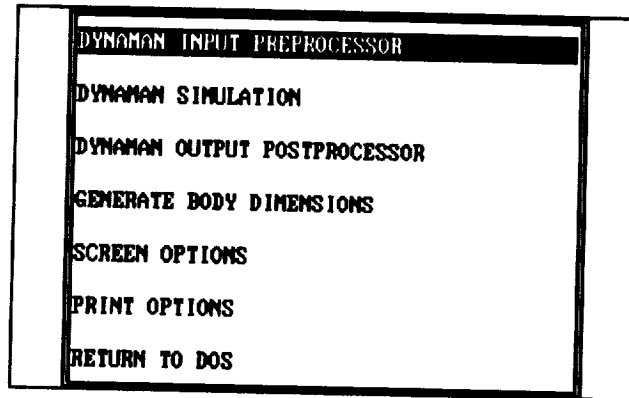 DYNAMAN INPUT PREPROCESSOR
DYNAMAN SIMULATION
DYNAMAN OUTPUT POSTPROCESSOR
GENERATE BODY DIMENSIONS
SCREEN OPTIONS
PRINT OPTIONS
RETURN TO DOS